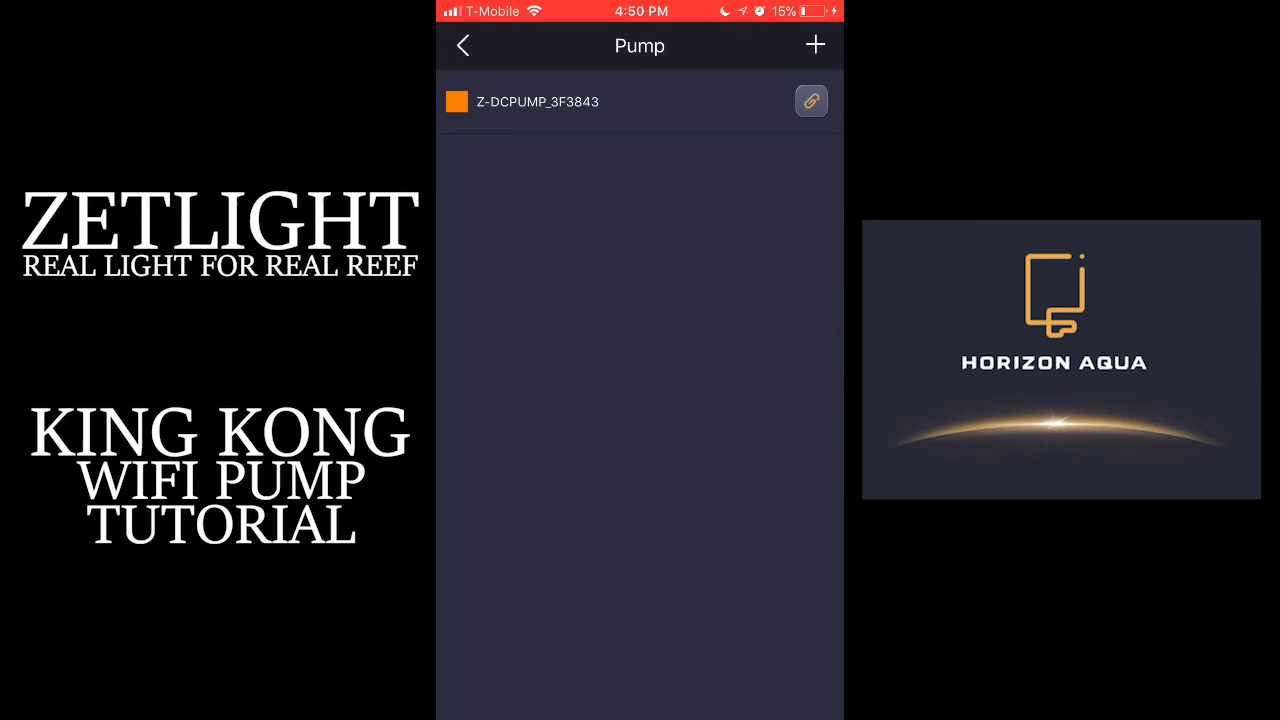 ZETLIGHT
REAL LIGHT FOR REAL REEF
KING KONG
WIFI PUMP
TUTORIAL
T-Mobile 4:50 PM 15%
Pump
Z-DCPUMP_3F3843
HORIZON AQUA